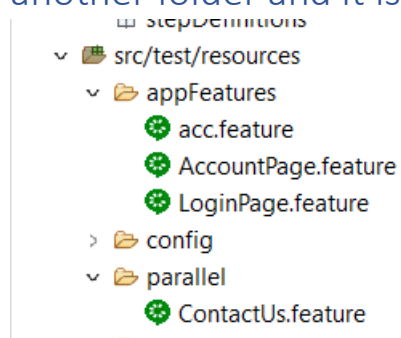 another folder and it is
stepDefinitions
src/test/resources
appFeatures
acc.feature
AccountPage.feature
LoginPage.feature
config
parallel
ContactUs.feature